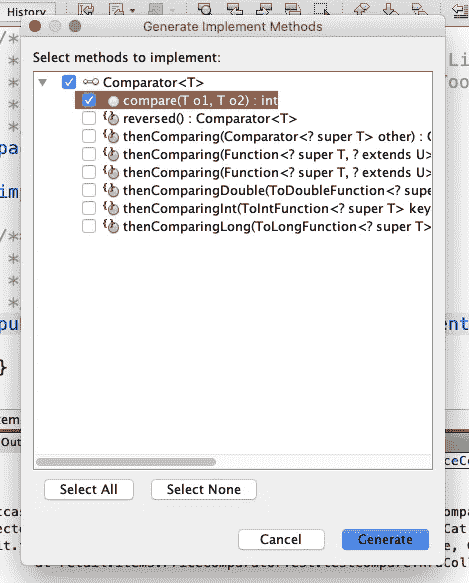 History
Generate Implement Methods
Select methods to implement:
Comparator<T>
compare(T o1, T o2) : int
reversed() : Comparator<T>
thenComparing(Comparator<? super T> other) : C
thenComparing(Function<? super T, ? extends U>
thenComparing(Function<? super T, ? extends U>
thenComparingDouble(ToDoubleFunction<? supe
thenComparingInt(ToIntFunction<? super T> key
thenComparingLong(ToLongFunction<? super T>
Select All
Select None
Cancel
Generate